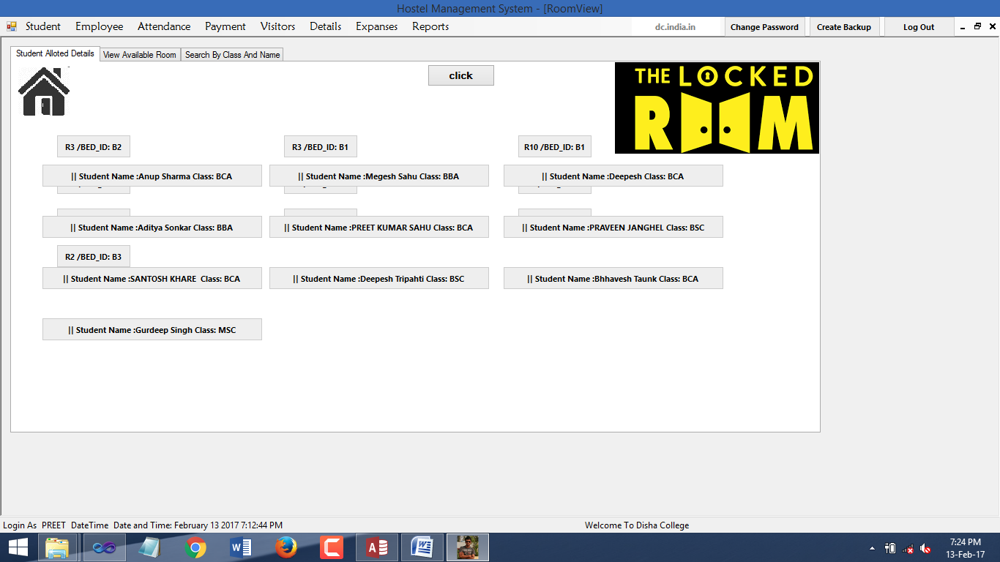 Hostel Management System - [RoomView]
Student Employee Attendance Payment Visitors Details Expanses Reports dc.india.in Change Password Create Backup Log Out
Student Alloted Details View Available Room Search By Class And Name
click
THE LOCKED
ROOM
R3 /BED_ID: B2 R3 /BED_ID: B1 R10 /BED_ID: B1
|| Student Name :Anup Sharma Class: BCA || Student Name :Megesh Sahu Class: BBA || Student Name :Deepesh Class: BCA
|| Student Name :Aditya Sonkar Class: BBA || Student Name :PREET KUMAR SAHU Class: BCA || Student Name :PRAVEEN JANGHEL Class: BSC
R2 /BED_ID: B3
|| Student Name :SANTOSH KHARE Class: BCA || Student Name :Deepesh Tripahti Class: BSC || Student Name :Bhhavesh Taunk Class: BCA
|| Student Name :Gurdeep Singh Class: MSC
Login As PREET DateTime Date and Time: February 13 2017 7:12:44 PM Welcome To Disha College
7:24 PM
13-Feb-17